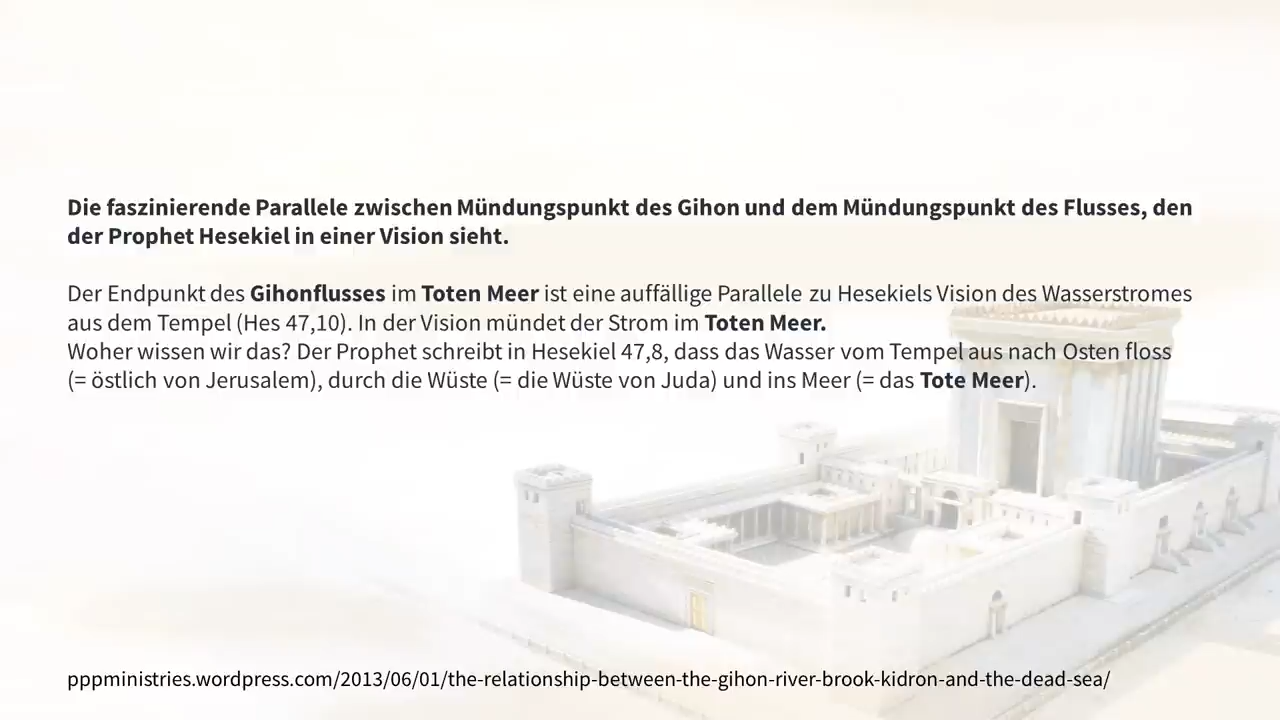 Die faszinierende Parallele zwischen Mündungspunkt des Gihon und dem Mündungspunkt des Flusses, den
der Prophet Hesekiel in einer Vision sieht.
Der Endpunkt des Gihonflusses im Toten Meer ist eine auffällige Parallele zu Hesekiels Vision des Wasserstromes
aus dem Tempel (Hes 47,10). In der Vision mündet der Strom im Toten Meer.
Woher wissen wir das? Der Prophet schreibt in Hesekiel 47,8, dass das Wasser vom Tempel aus nach Osten floss
(= östlich von Jerusalem), durch die Wüste (= die Wüste von Juda) und ins Meer (= das Tote Meer).
pppministries.wordpress.com/2013/06/01/the-relationship-between-the-gihon-river-brook-kidron-and-the-dead-sea/